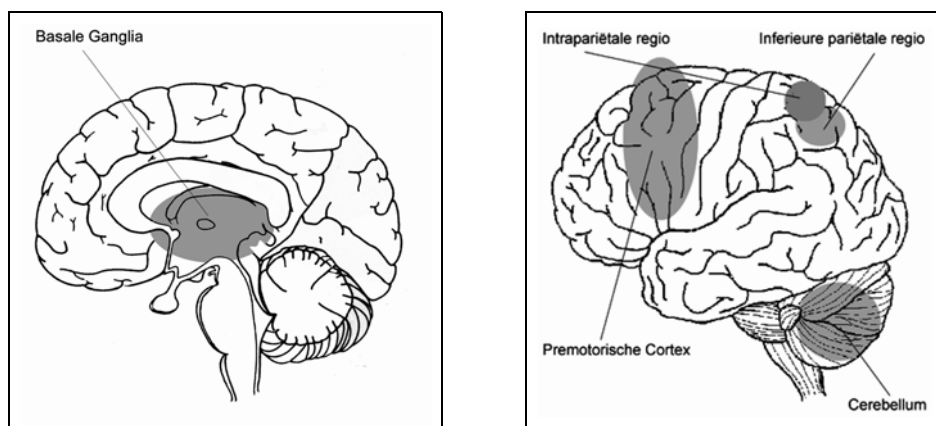 Basale Ganglia
Intrapariëtale regio
Inferieure pariëtale regio
Premotorische Cortex
Cerebellum